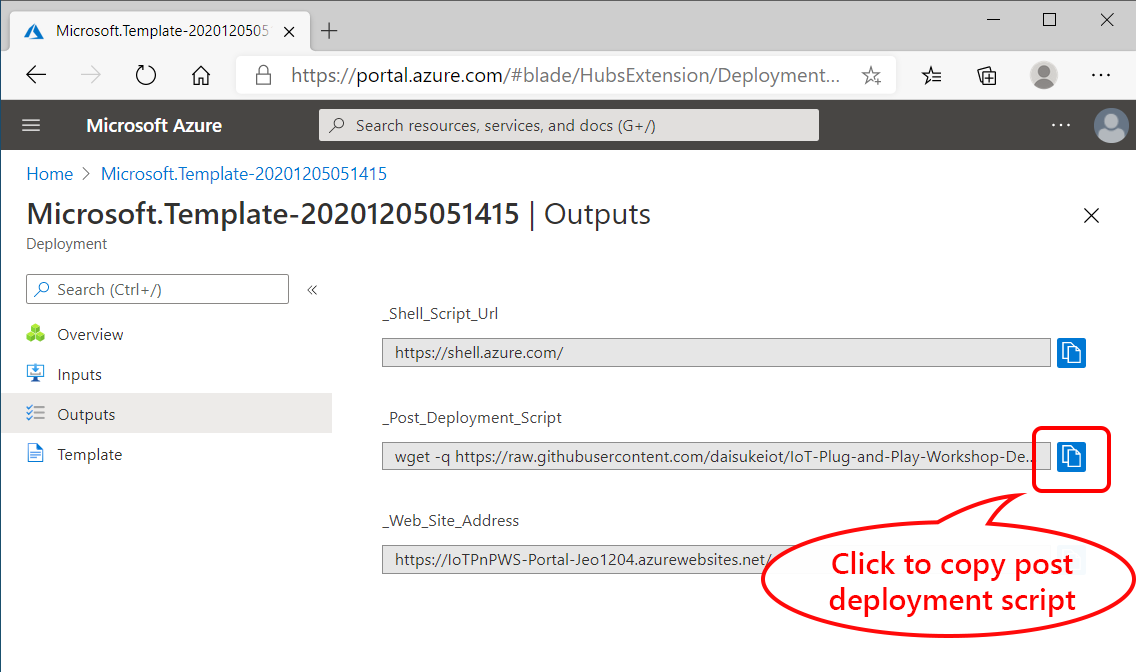 Microsoft.Template-20201205051
https://portal.azure.com/#blade/HubsExtension/Deployment...
Microsoft Azure
Search resources, services, and docs (G+/)
Home > Microsoft.Template-20201205051415
Microsoft.Template-20201205051415 | Outputs
Deployment
Search (Ctrl+/)
«
Overview
Inputs
Outputs
Template
_Shell_Script_Url
https://shell.azure.com/
_Post_Deployment_Script
wget -q https://raw.githubusercontent.com/daisukeiot/IoT-Plug-and-Play-Workshop-De...
_Web_Site_Address
https://IoTPnPWS-Portal-Jeo1204.azurewebsites.net/
Click to copy post
deployment script